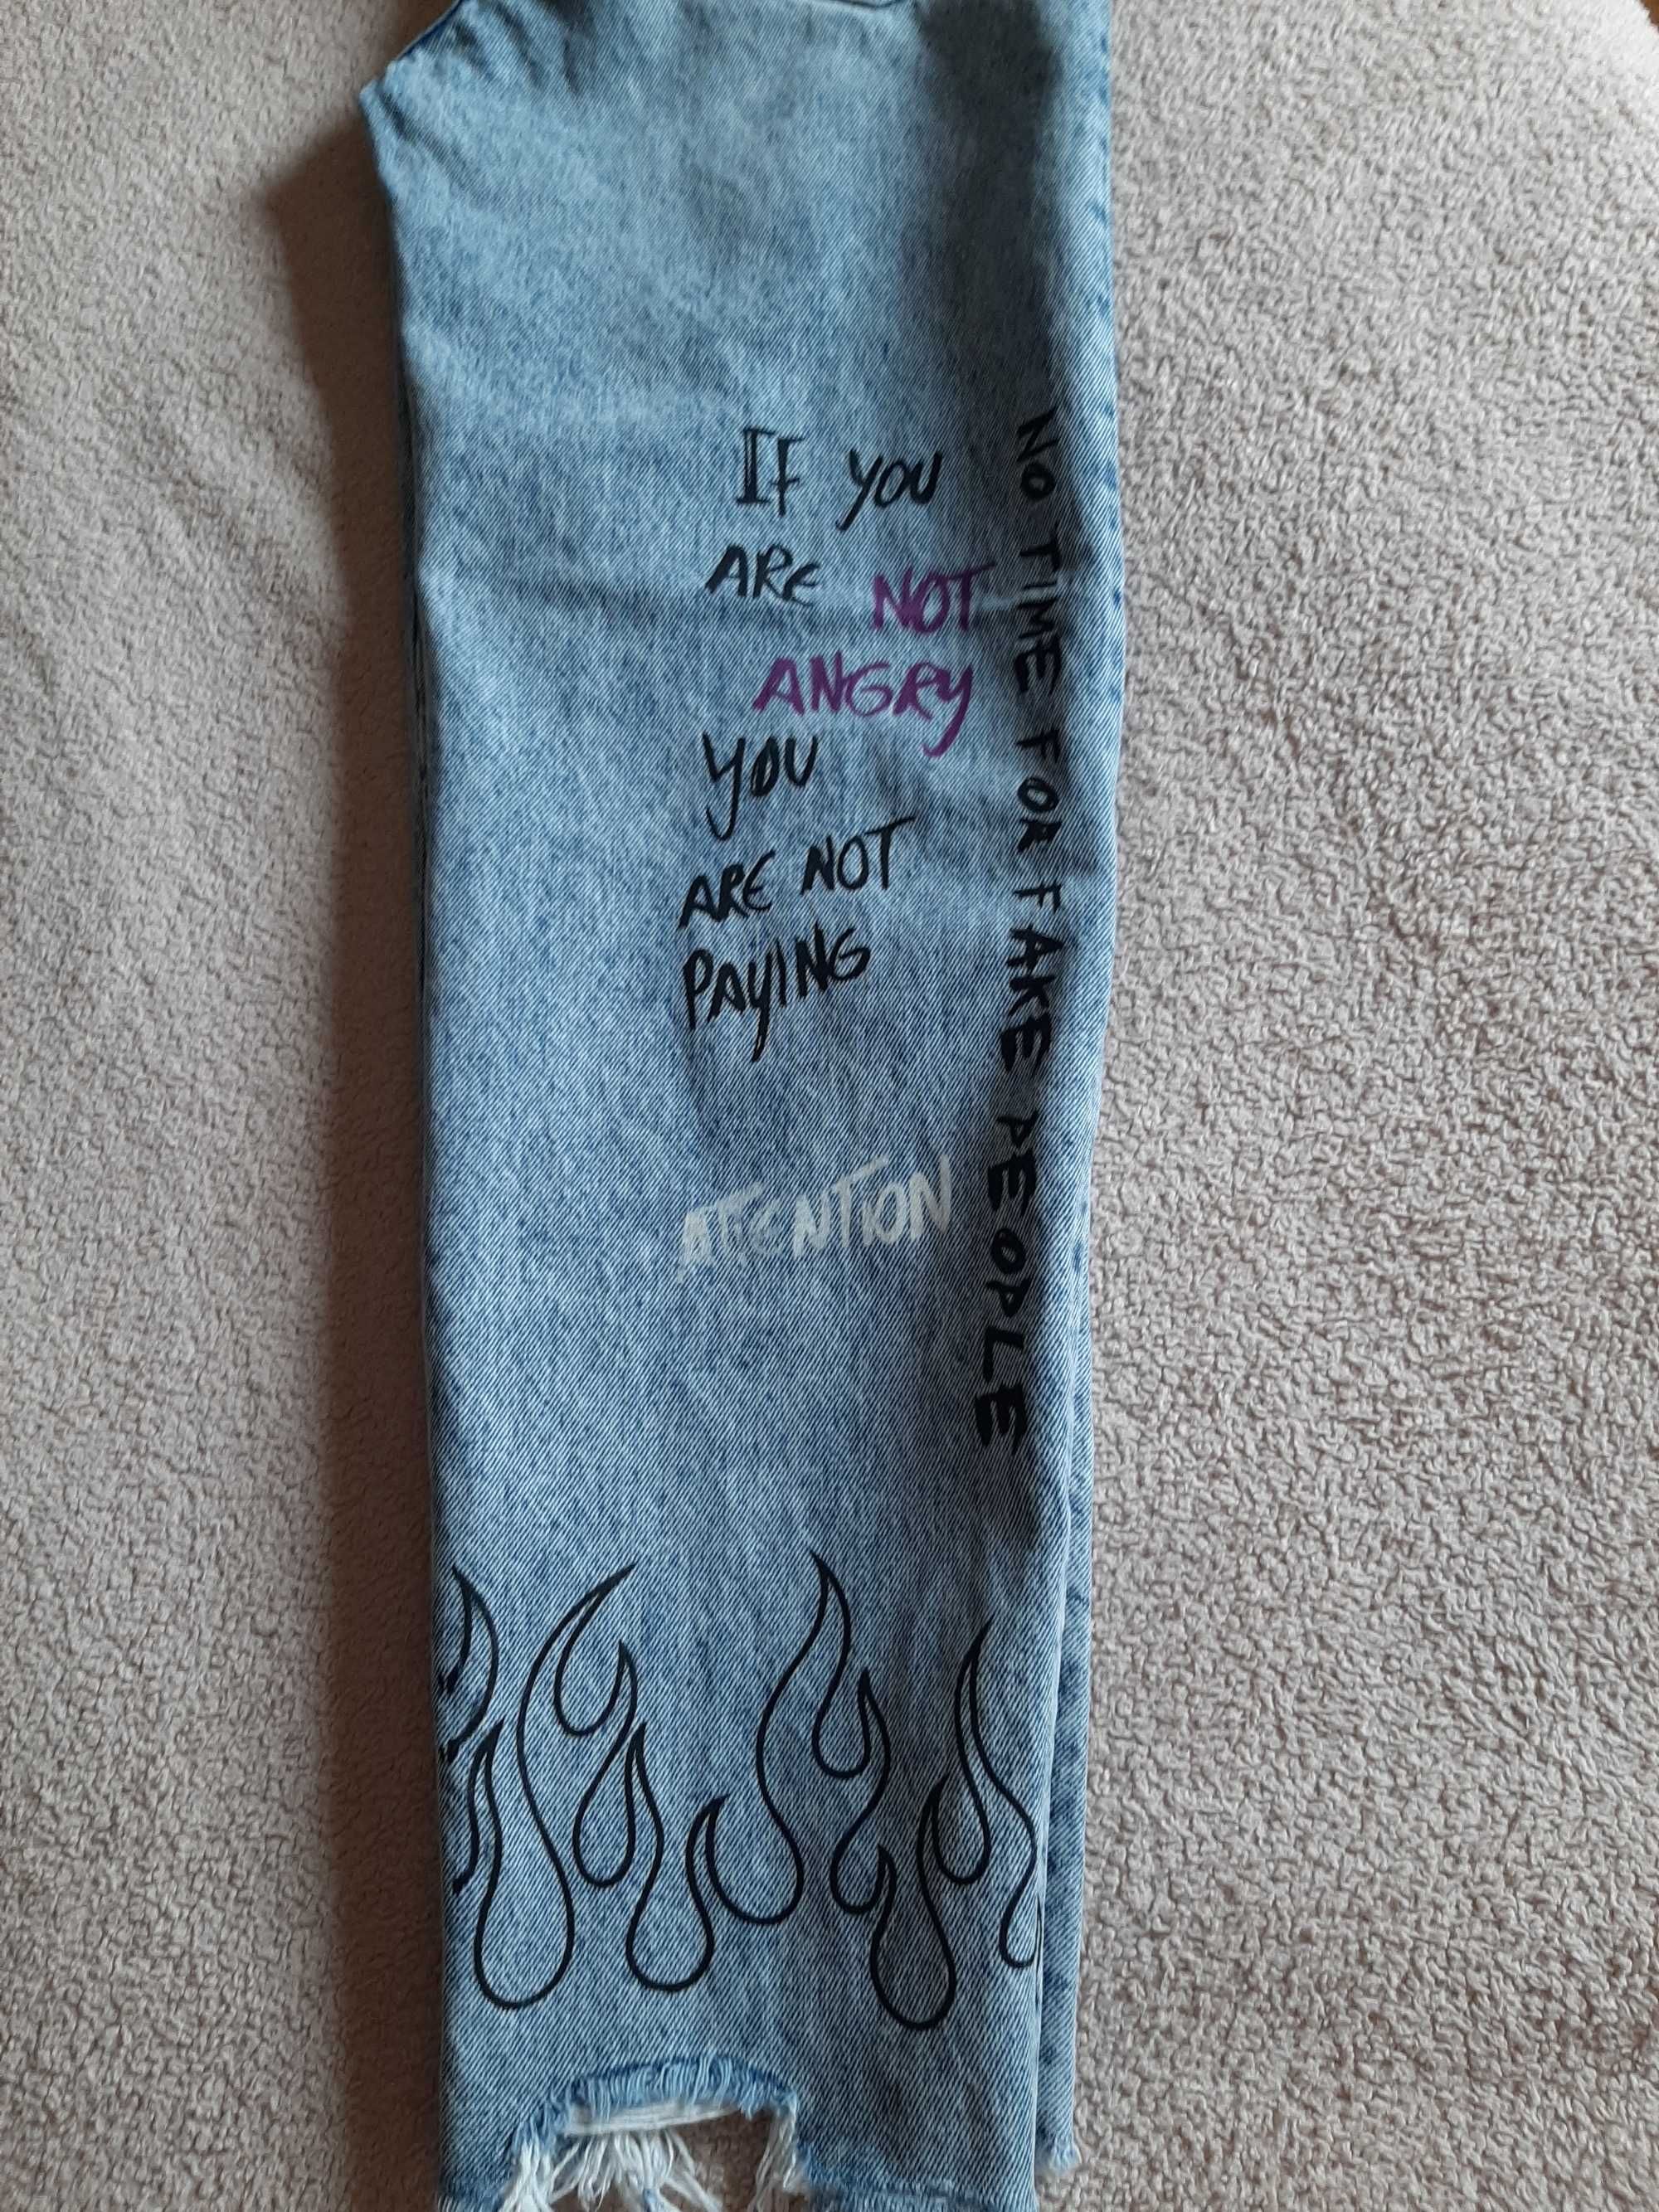 IF YOU
ARE NOT
ANGRY
YOU
ARE NOT
PAYING
ATTENTION
NO TIME FOR FAKE PEOPLE